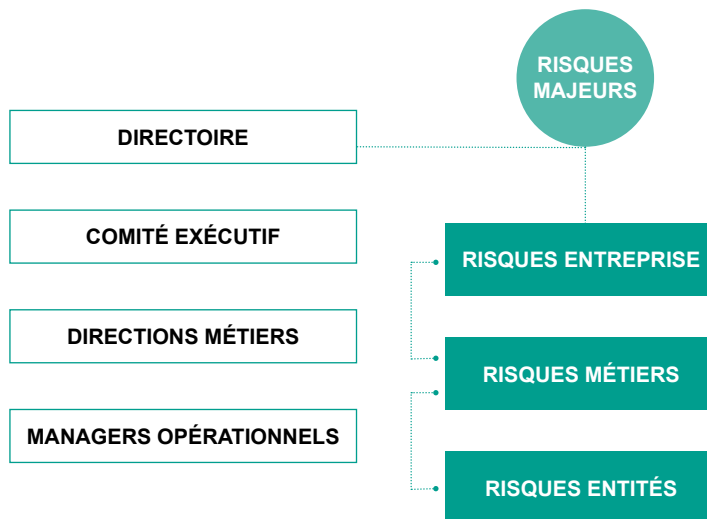 RISQUES
MAJEURS
DIRECTOIRE
COMITÉ EXÉCUTIF
RISQUES ENTREPRISE
DIRECTIONS MÉTIERS
RISQUES MÉTIERS
MANAGERS OPÉRATIONNELS
RISQUES ENTITÉS